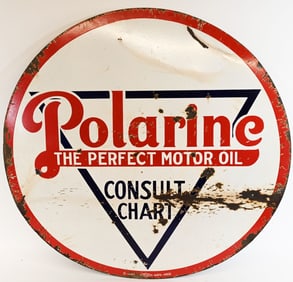 Polarine
THE PERFECT MOTOR OIL
CONSULT
CHART